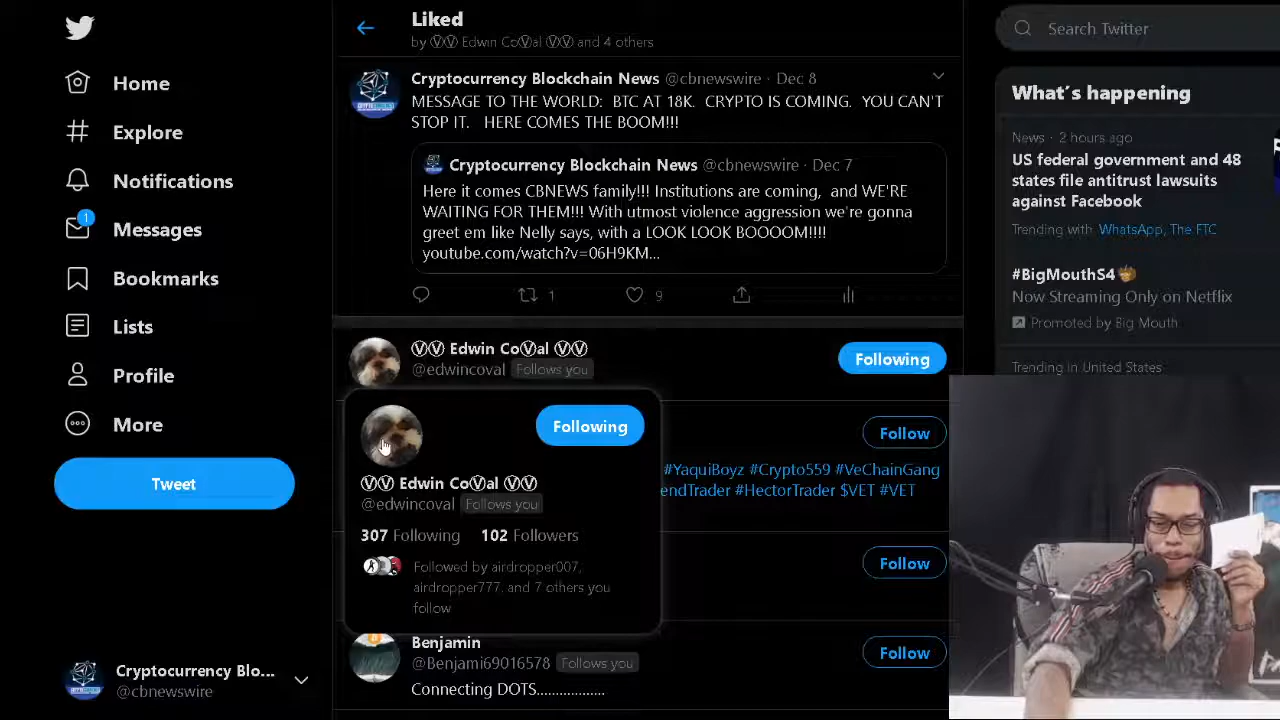 Home
Explore
Notifications
1
Messages
Bookmarks
Lists
Profile
More
Tweet
Cryptocurrency Blo...
@cbnewswire
Liked
by ⓋⓋ Edwin CoⓋal ⓋⓋ and 4 others
Cryptocurrency Blockchain News @cbnewswire · Dec 8
MESSAGE TO THE WORLD: BTC AT 18K. CRYPTO IS COMING. YOU CAN'T
STOP IT. HERE COMES THE BOOM!!!
Cryptocurrency Blockchain News @cbnewswire · Dec 7
Here it comes CBNEWS family!!! Institutions are coming, and WE'RE
WAITING FOR THEM!!! With utmost violence aggression we're gonna
greet em like Nelly says, with a LOOK LOOK BOOOOM!!!!
youtube.com/watch?v=06H9KM...
1
9
ⓋⓋ Edwin CoⓋal ⓋⓋ
@edwincoval Follows you
Following
Following
ⓋⓋ Edwin CoⓋal ⓋⓋ
@edwincoval Follows you
307 Following 102 Followers
Followed by airdropper007,
airdropper777, and 7 others you
follow
Follow
#YaquiBoyz #Crypto559 #VeChainGang
endTrader #HectorTrader $VET #VET
Follow
Benjamin
@Benjami69016578 Follows you
Follow
Connecting DOTS..................
Search Twitter
What's happening
News · 2 hours ago
US federal government and 48
states file antitrust lawsuits
against Facebook
Trending with WhatsApp, The FTC
#BigMouthS4
Now Streaming Only on Netflix
Promoted by Big Mouth
Trending in United States